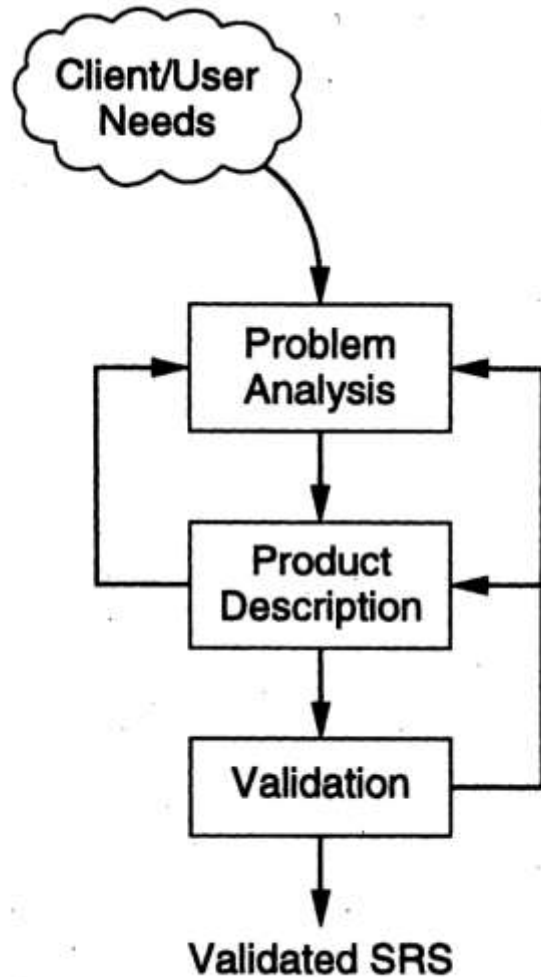 Client/User
Needs
Problem
Analysis
Product
Description
Validation
Validated SRS